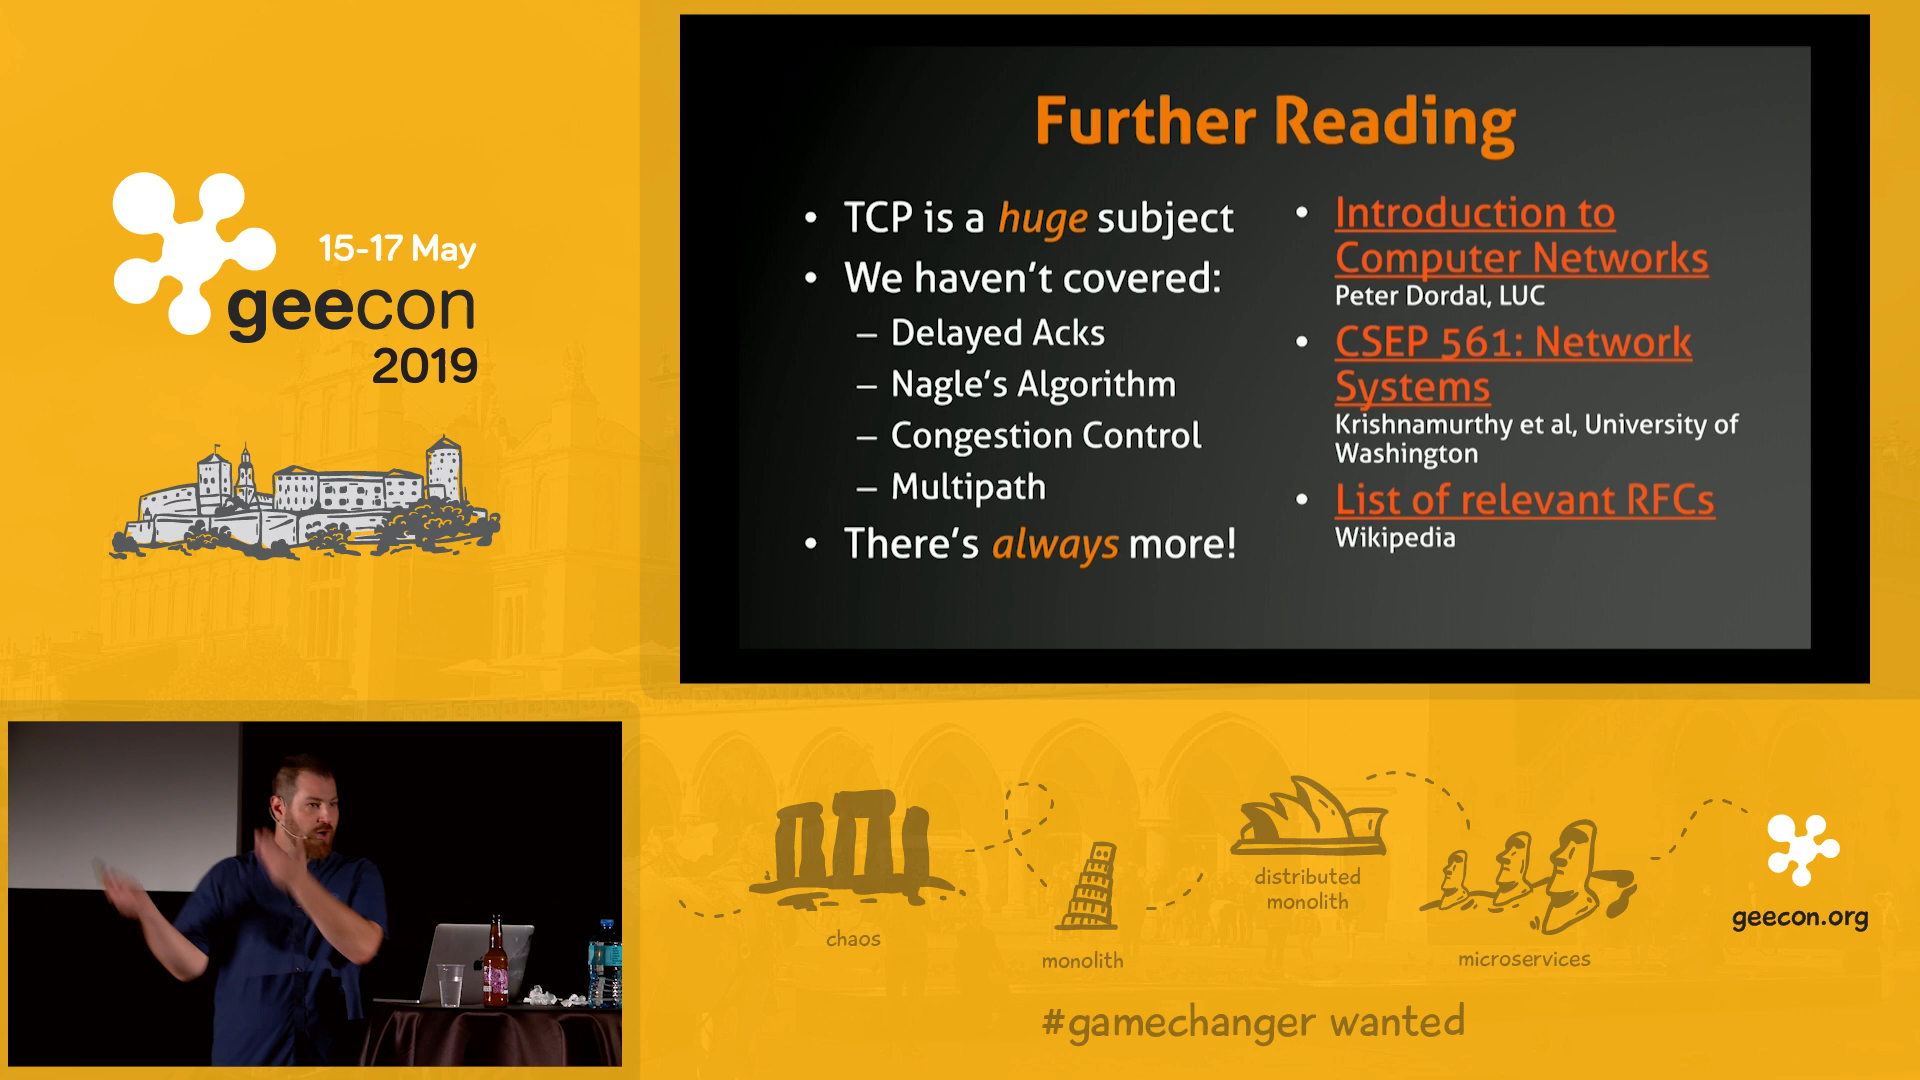 15-17 May
geecon
2019
Further Reading
• TCP is a huge subject
• We haven't covered:
– Delayed Acks
– Nagle's Algorithm
– Congestion Control
– Multipath
• There's always more!
• Introduction to
Computer Networks
Peter Dordal, LUC
• CSEP 561: Network
Systems
Krishnamurthy et al, University of
Washington
• List of relevant RFCs
Wikipedia
chaos
monolith
distributed
monolith
microservices
geecon.org
#gamechanger wanted